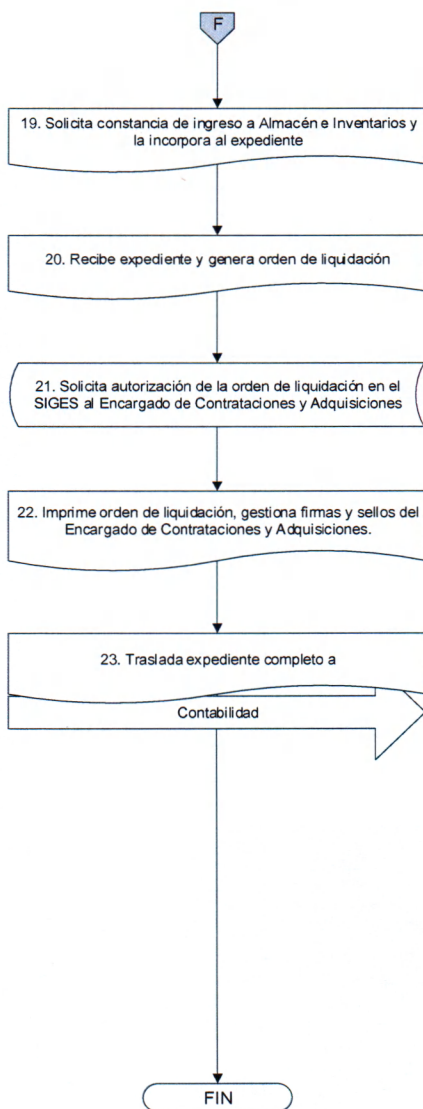 F
19. Solicita constancia de ingreso a Almacén e Inventarios y
la incorpora al expediente
20. Recibe expediente y genera orden de liquidación
21. Solicita autorización de la orden de liquidación en el
SIGES al Encargado de Contrataciones y Adquisiciones
22. Imprime orden de liquidación, gestiona firmas y sellos del
Encargado de Contrataciones y Adquisiciones.
23. Traslada expediente completo a
Contabilidad
FIN